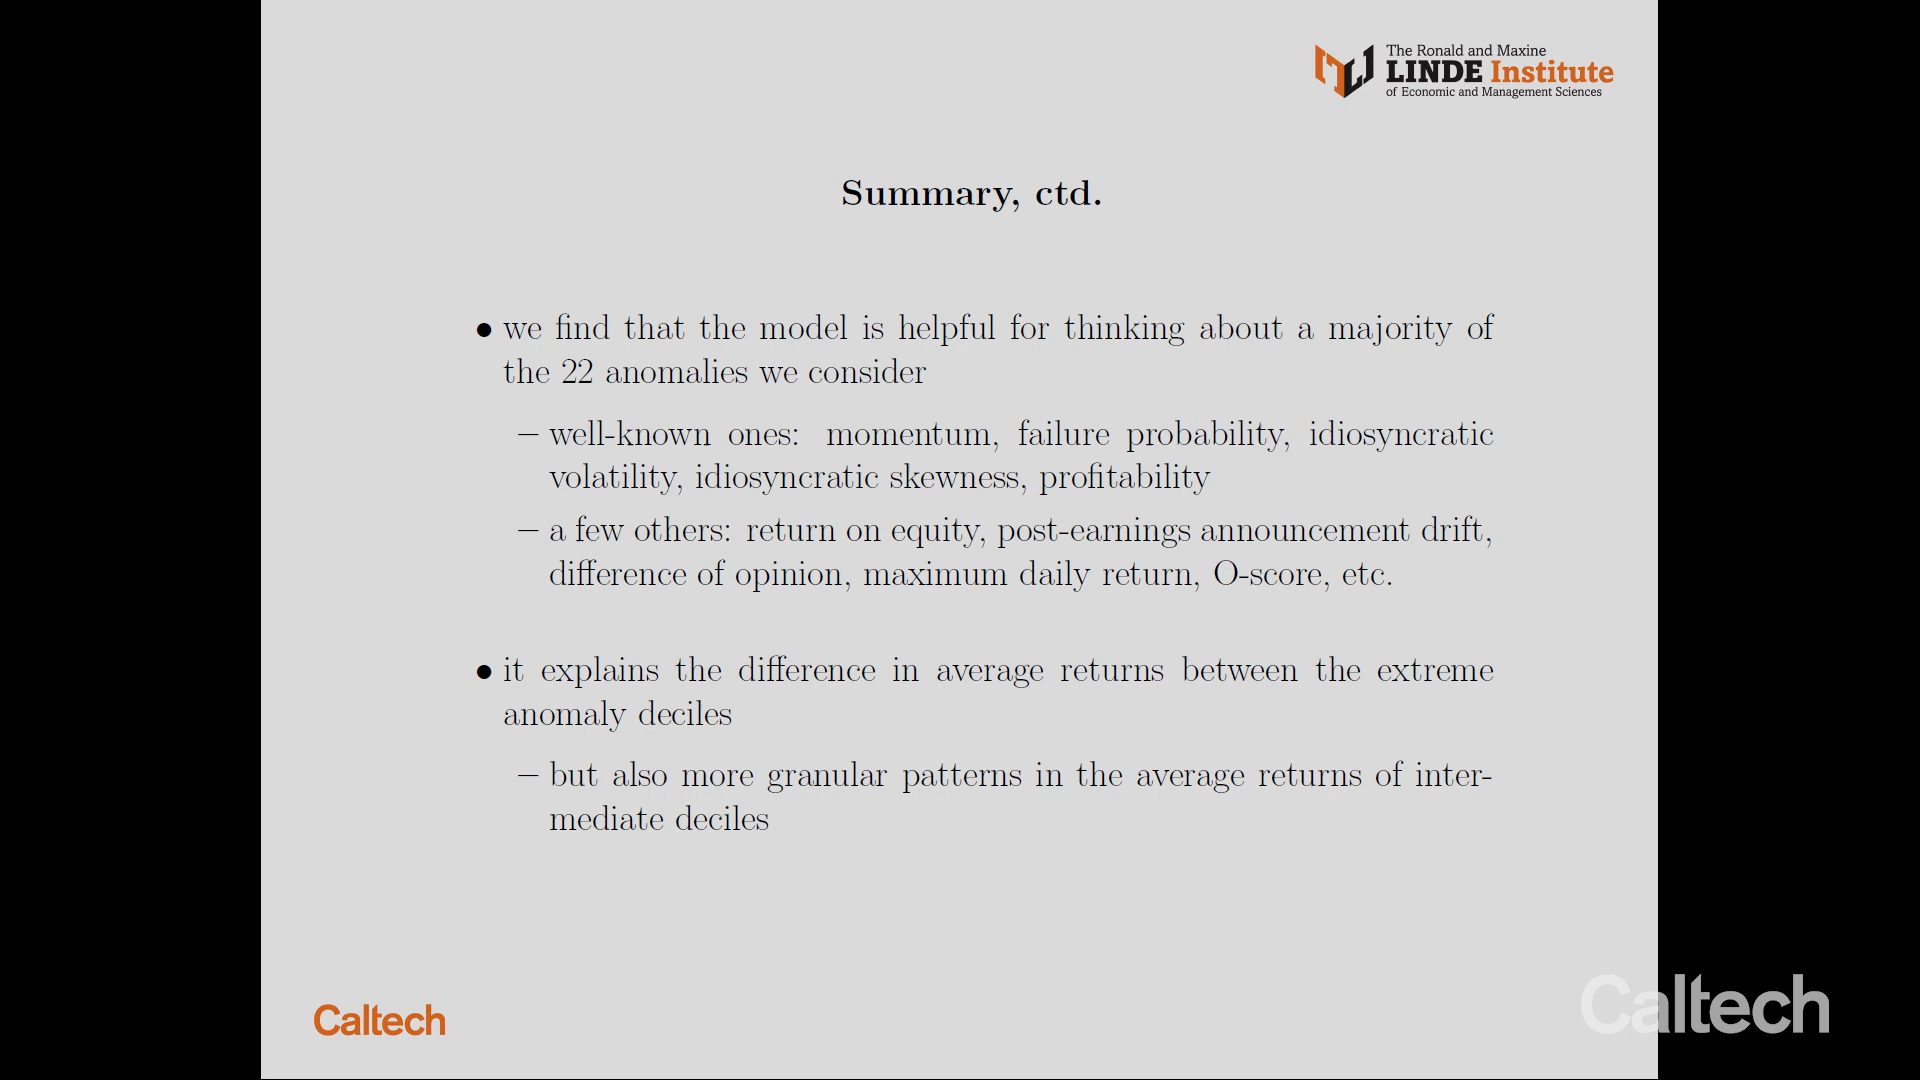 The Ronald and Maxine
LINDE Institute
of Economic and Management Sciences
Summary, ctd.
• we find that the model is helpful for thinking about a majority of
the 22 anomalies we consider
– well-known ones: momentum, failure probability, idiosyncratic
volatility, idiosyncratic skewness, profitability
– a few others: return on equity, post-earnings announcement drift,
difference of opinion, maximum daily return, O-score, etc.
• it explains the difference in average returns between the extreme
anomaly deciles
– but also more granular patterns in the average returns of inter-
mediate deciles
Caltech
Caltech